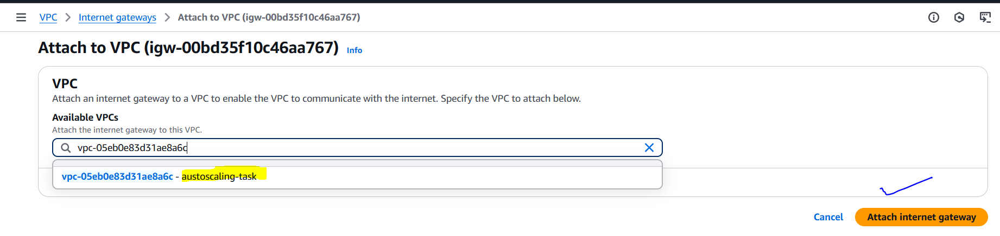 VPC > Internet gateways > Attach to VPC (igw-00bd35f10c46aa767)
Attach to VPC (igw-00bd35f10c46aa767) Info
VPC
Attach an internet gateway to a VPC to enable the VPC to communicate with the internet. Specify the VPC to attach below.
Available VPCs
Attach the internet gateway to this VPC.
vpc-05eb0e83d31ae8a6c
vpc-05eb0e83d31ae8a6c - austoscaling-task
Cancel Attach internet gateway